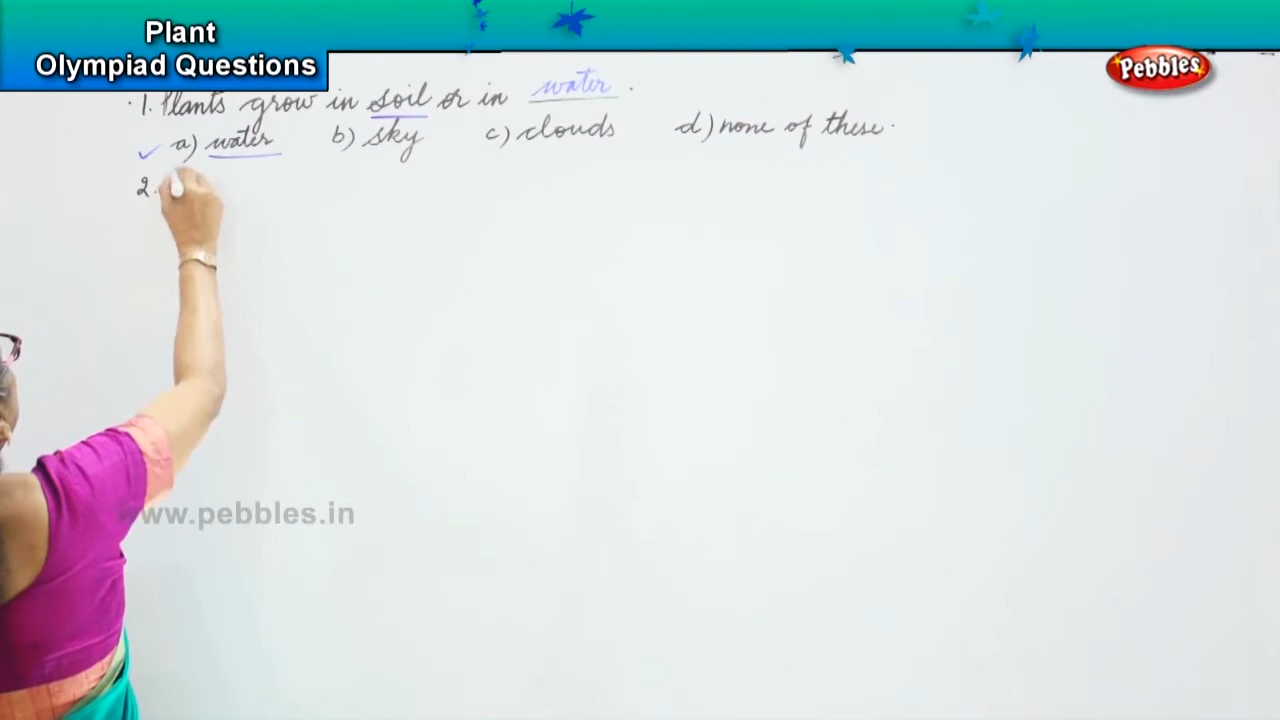 Plant
Olympiad Questions
Pebbles
1. Plants grow in soil or in water.
a) water b) sky c) clouds d) none of these.
2.
www.pebbles.in